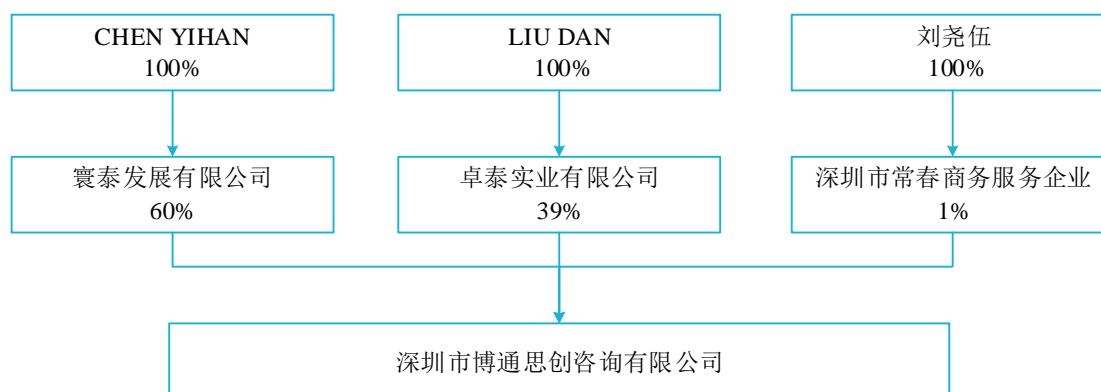 CHEN YIHAN
100%
LIU DAN
100%
刘尧伍
100%
寰泰发展有限公司
60%
卓泰实业有限公司
39%
深圳市常春商务服务企业
1%
深圳市博通思创咨询有限公司